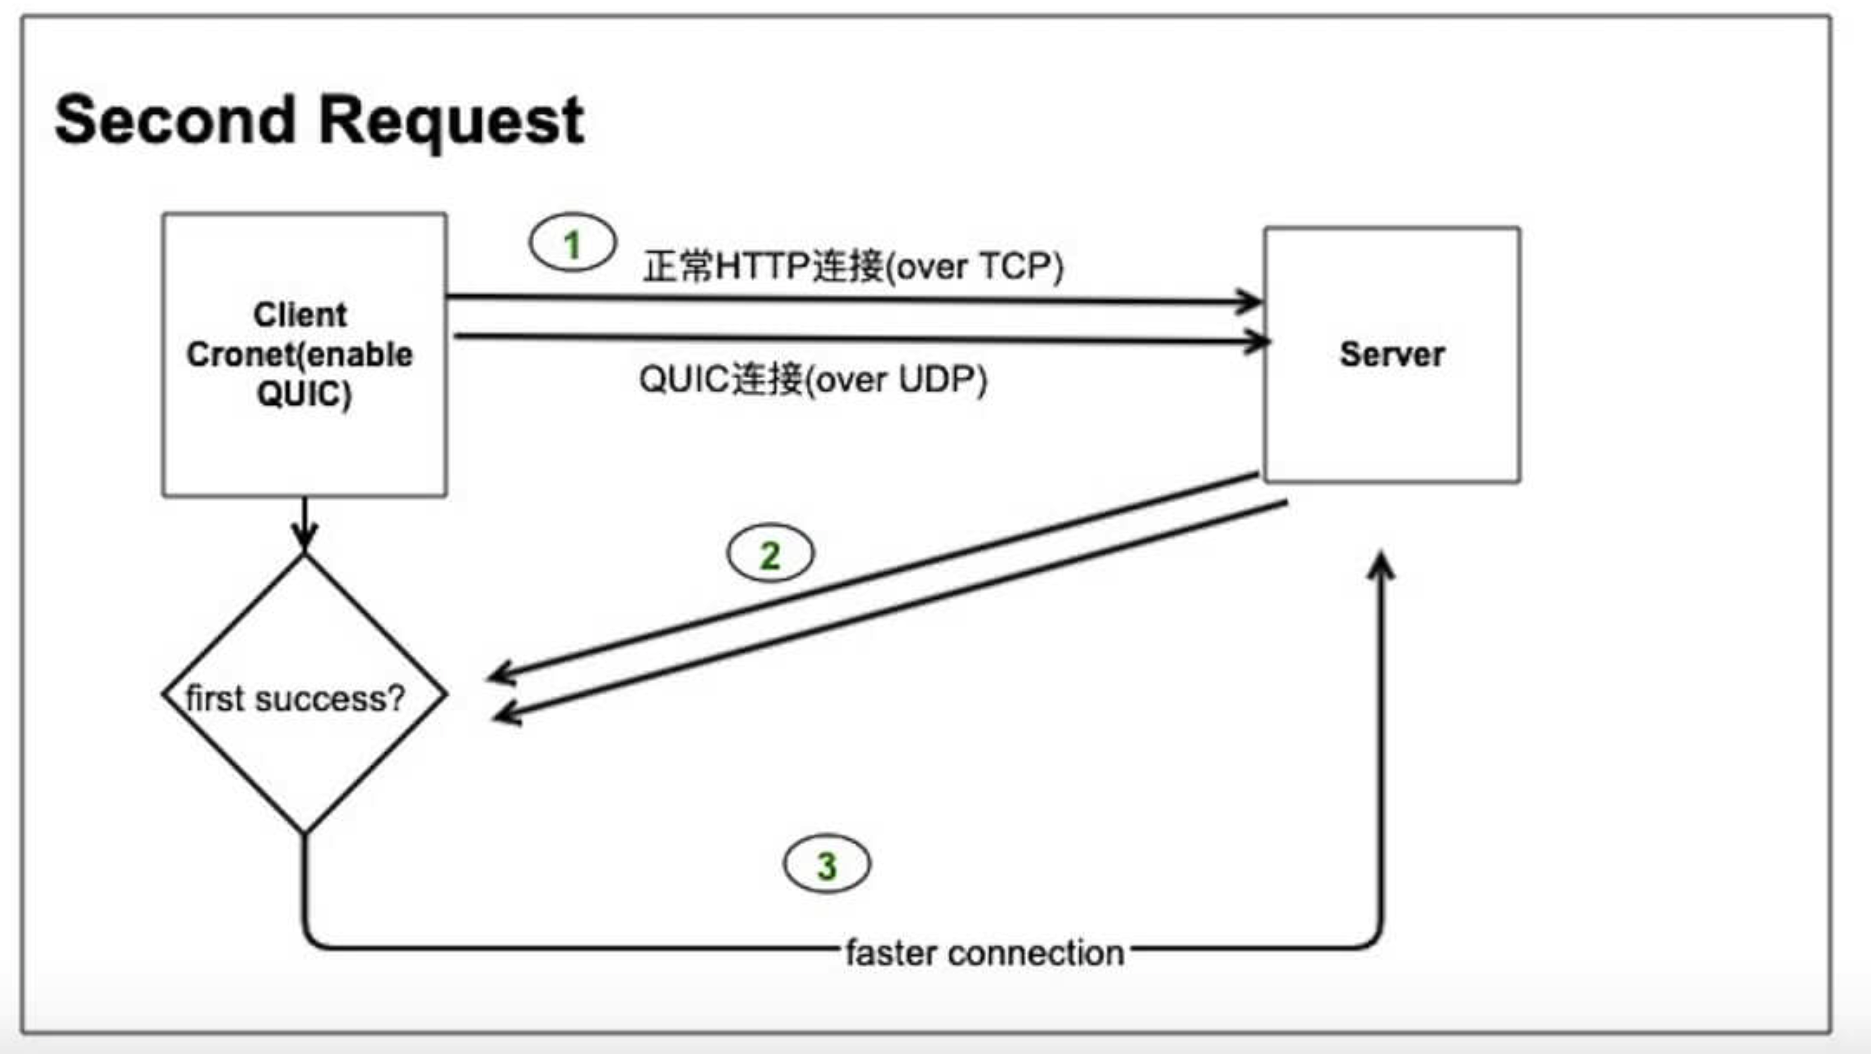 Second Request
1
正常HTTP连接(over TCP)
Client
Cronet(enable
QUIC)
Server
QUIC连接(over UDP)
2
first success?
3
faster connection